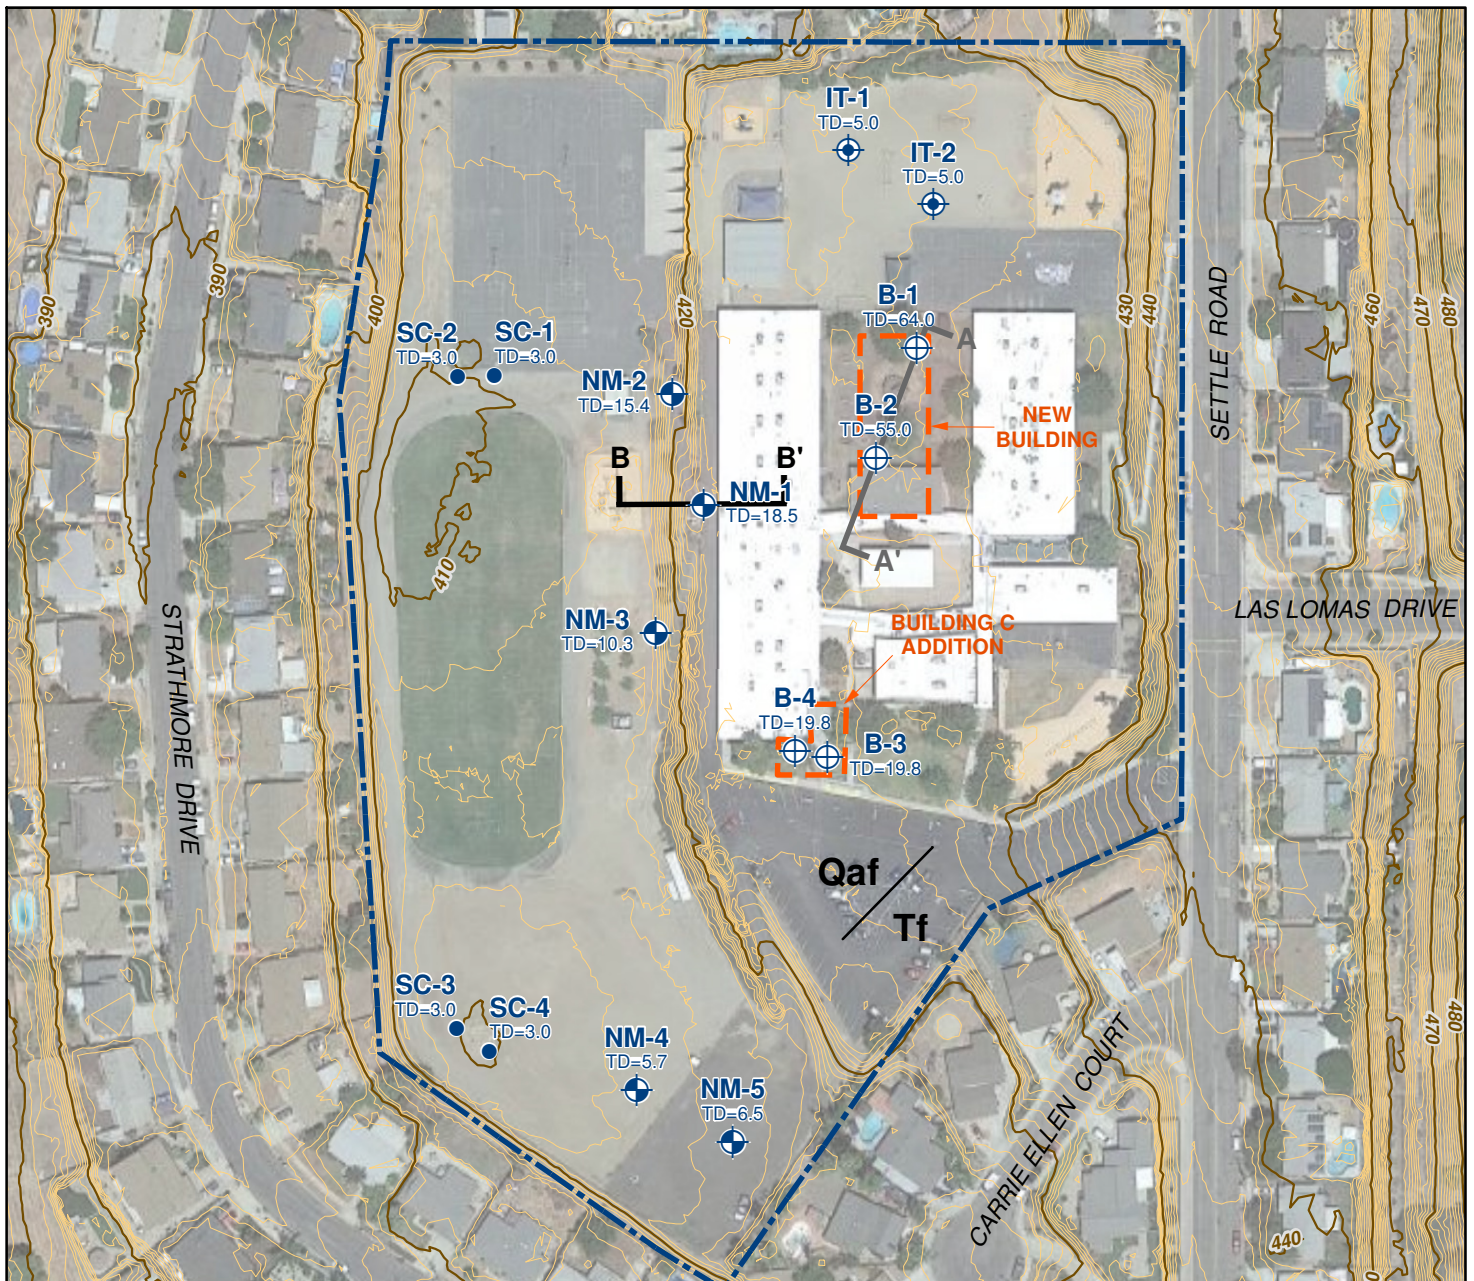 IT-1
TD=5.0
IT-2
TD=5.0
390
390
400
420
430
440
460
470
480
SETTLE ROAD
B-1
TD=64.0
A
SC-2
TD=3.0
SC-1
TD=3.0
NM-2
TD=15.4
B-2
TD=55.0
NEW
BUILDING
B
B'
NM-1
TD=18.5
A'
410
LAS LOMAS DRIVE
STRATHMORE DRIVE
NM-3
TD=10.3
BUILDING C
ADDITION
B-4
TD=19.8
B-3
TD=19.8
Qaf
Tf
SC-3
TD=3.0
SC-4
TD=3.0
NM-4
TD=5.7
NM-5
TD=6.5
CARRIE ELLEN COURT
470
480
440